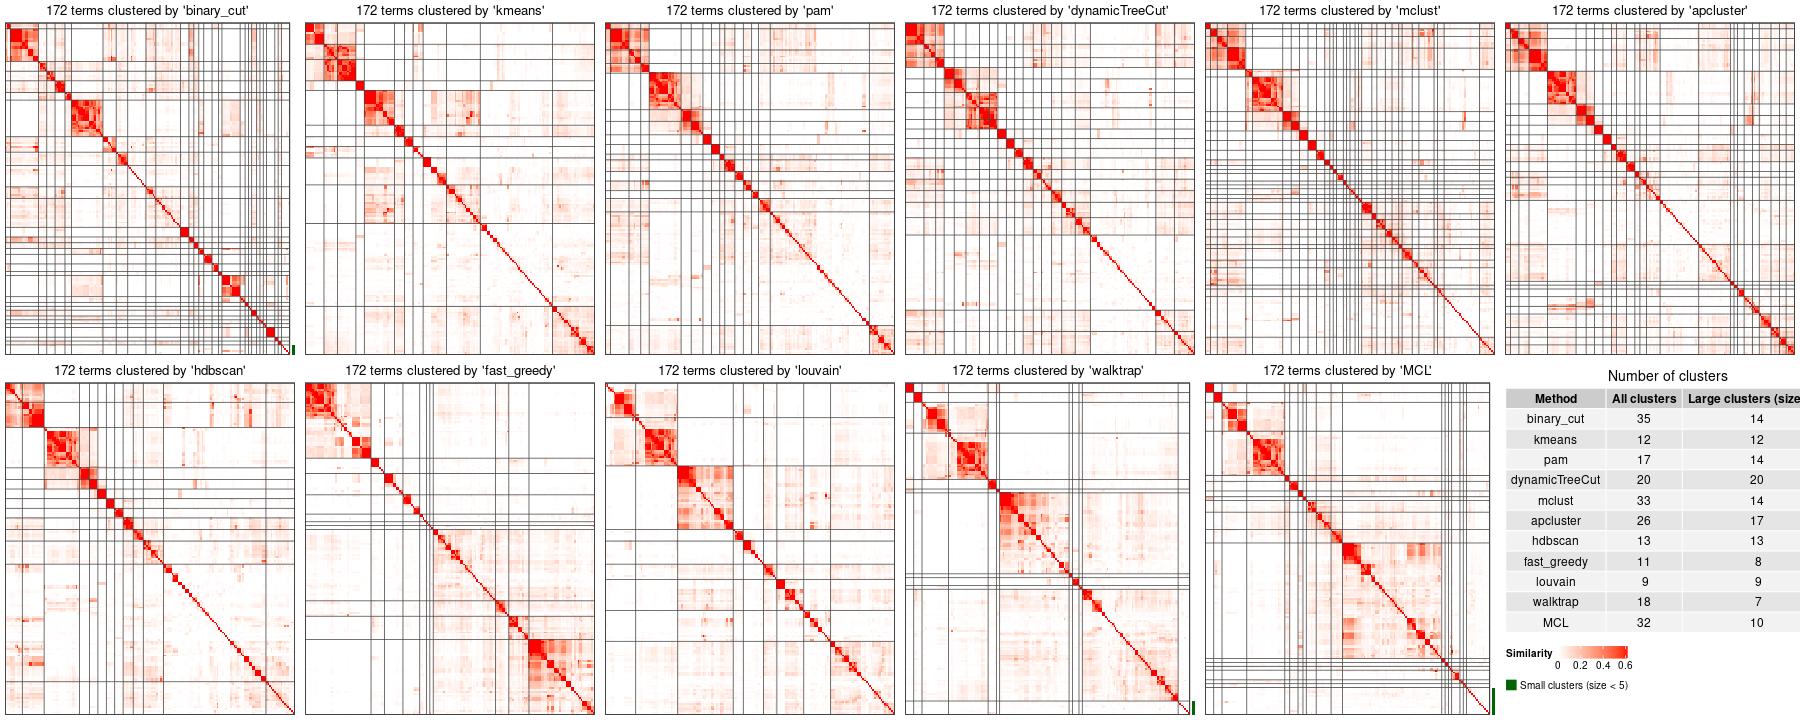 172 terms clustered by 'binary_cut'
172 terms clustered by 'kmeans'
172 terms clustered by 'pam'
172 terms clustered by 'dynamicTreeCut'
172 terms clustered by 'mclust'
172 terms clustered by 'apcluster'
172 terms clustered by 'hdbscan'
172 terms clustered by 'fast_greedy'
172 terms clustered by 'louvain'
172 terms clustered by 'walktrap'
172 terms clustered by 'MCL'
Number of clusters
Method All clusters Large clusters (size
binary_cut 35 14
kmeans 12 12
pam 17 14
dynamicTreeCut 20 20
mclust 33 14
apcluster 26 17
hdbscan 13 13
fast_greedy 11 8
louvain 9 9
walktrap 18 7
MCL 32 10
Similarity
0 0.2 0.4 0.6
Small clusters (size < 5)